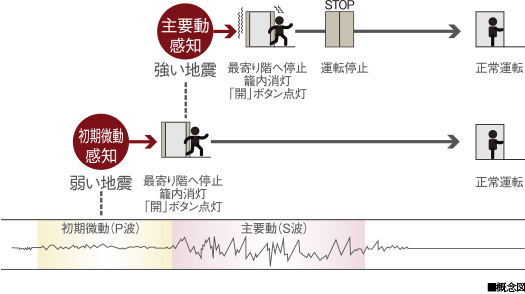 STOP
主要動
感知
強い地震
最寄り階へ停止
籠内消灯
「開」ボタン点灯
運転停止
正常運転
初期微動
感知
弱い地震
最寄り階へ停止
籠内消灯
「開」ボタン点灯
正常運転
初期微動(P波)
主要動(S波)
■概念図